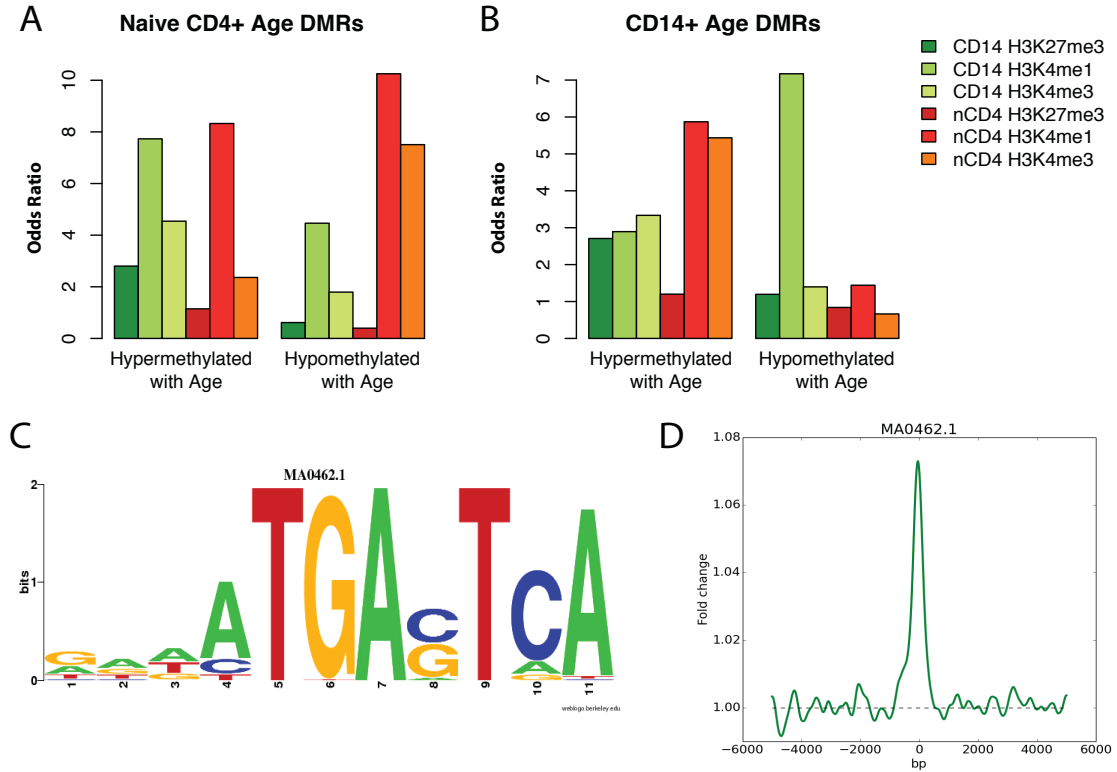 A
Naive CD4+ Age DMRs
Odds Ratio
0
2
4
6
8
10
Hypermethylated
with Age
Hypomethylated
with Age
B
CD14+ Age DMRs
Odds Ratio
0
1
2
3
4
5
6
7
Hypermethylated
with Age
Hypomethylated
with Age
CD14 H3K27me3
CD14 H3K4me1
CD14 H3K4me3
nCD4 H3K27me3
nCD4 H3K4me1
nCD4 H3K4me3
C
MA0462.1
bits
2
1
0
G A T
A G T
A T G
A C T
T
G
A
C G A
T
C A G
A T
1 2 3 4 5 6 7 8 9 10 11
weblogo.berkeley.edu
D
MA0462.1
Fold change
1.08
1.06
1.04
1.02
1.00
−6000 −4000 −2000 0 2000 4000 6000
bp